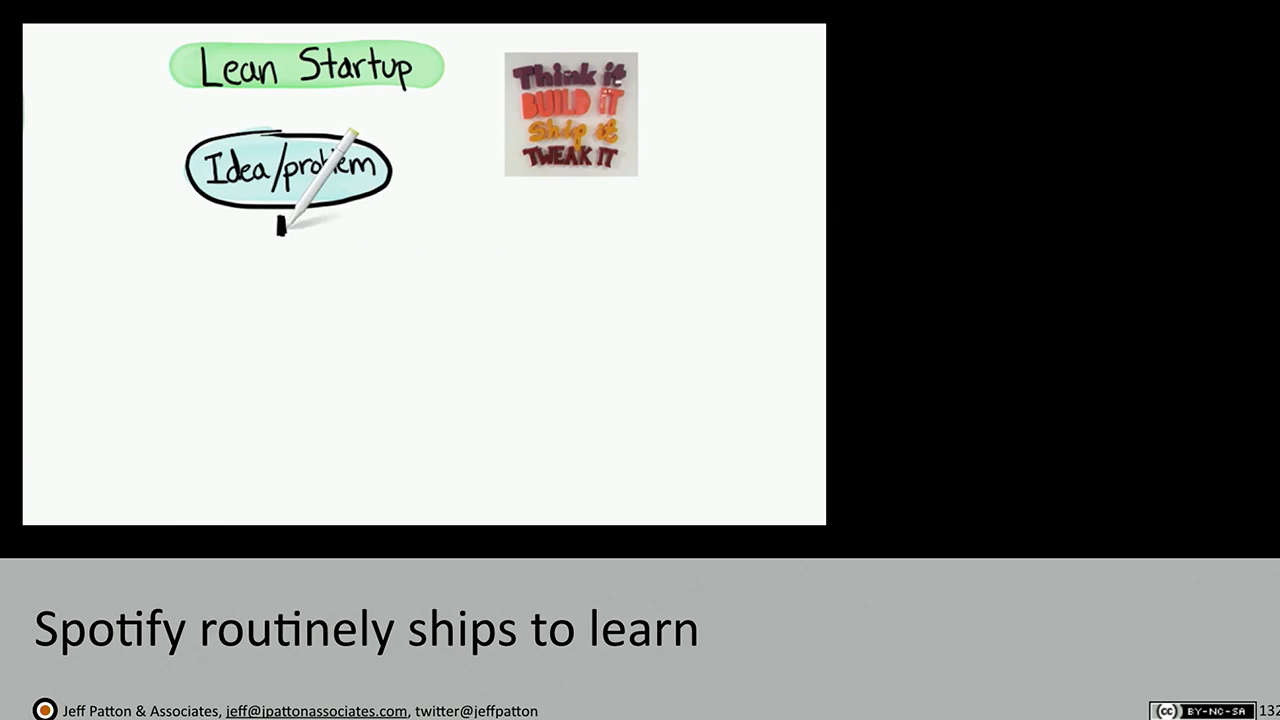 Lean Startup
Think it
BUILD iT
Ship it
TWEAK IT
Idea/problem
Spotify routinely ships to learn
Jeff Patton & Associates, jeff@jpattonassociates.com, twitter@jeffpatton
cc BY-NC-SA
132